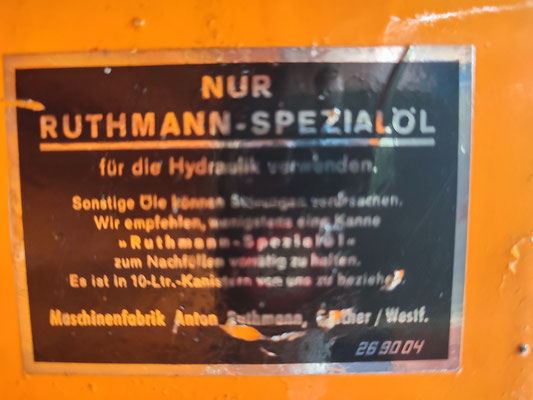 NUR
RUTHMANN-SPEZIALÖL
für die Hydraulik verwenden.
Sonstige Öle können Störungen verursachen.
Wir empfehlen, wenigstens eine Kanne
»Ruthmann-Spezialöl«
zum Nachfüllen vorrätig zu halten.
Es ist in 10-Ltr.-Kanistern von uns zu beziehen.
Maschinenfabrik Anton Ruthmann, Gescher / Westf.
26 90 04